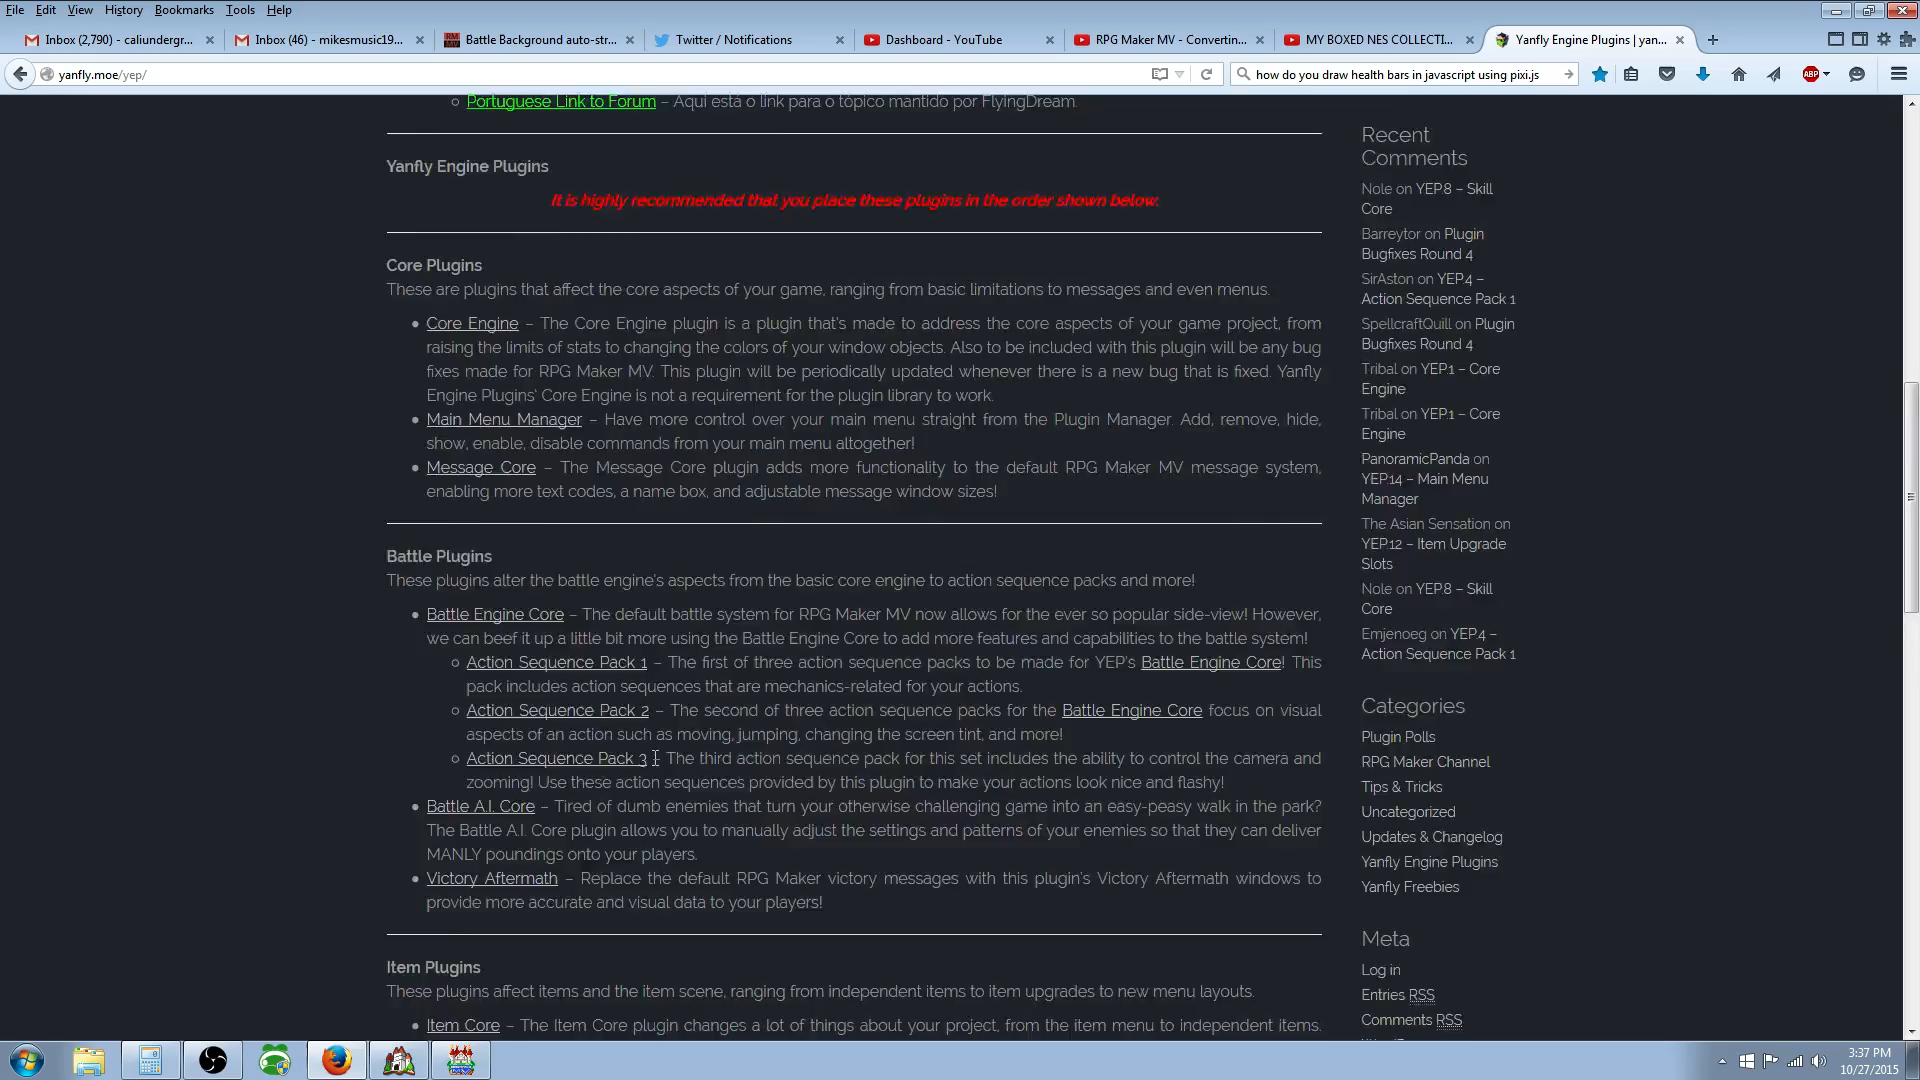 File Edit View History Bookmarks Tools Help
Inbox (2,790) - caliundergr...
Inbox (46) - mikesmusic19...
Battle Background auto-str...
Twitter / Notifications
Dashboard - YouTube
RPG Maker MV - Convertin...
MY BOXED NES COLLECTI...
Yanfly Engine Plugins | yan...
yanfly.moe/yep/
how do you draw health bars in javascript using pixi.js
ABP
Portuguese Link to Forum – Aqui está o link para o tópico mantido por FlyingDream.
Yanfly Engine Plugins
It is highly recommended that you place these plugins in the order shown below.
Core Plugins
These are plugins that affect the core aspects of your game, ranging from basic limitations to messages and even menus.
Core Engine – The Core Engine plugin is a plugin that's made to address the core aspects of your game project, from
raising the limits of stats to changing the colors of your window objects. Also to be included with this plugin will be any bug
fixes made for RPG Maker MV. This plugin will be periodically updated whenever there is a new bug that is fixed. Yanfly
Engine Plugins' Core Engine is not a requirement for the plugin library to work.
Main Menu Manager – Have more control over your main menu straight from the Plugin Manager. Add, remove, hide,
show, enable, disable commands from your main menu altogether!
Message Core – The Message Core plugin adds more functionality to the default RPG Maker MV message system,
enabling more text codes, a name box, and adjustable message window sizes!
Battle Plugins
These plugins alter the battle engine's aspects from the basic core engine to action sequence packs and more!
Battle Engine Core – The default battle system for RPG Maker MV now allows for the ever so popular side-view! However,
we can beef it up a little bit more using the Battle Engine Core to add more features and capabilities to the battle system!
Action Sequence Pack 1 – The first of three action sequence packs to be made for YEP's Battle Engine Core! This
pack includes action sequences that are mechanics-related for your actions.
Action Sequence Pack 2 – The second of three action sequence packs for the Battle Engine Core focus on visual
aspects of an action such as moving, jumping, changing the screen tint, and more!
Action Sequence Pack 3 – The third action sequence pack for this set includes the ability to control the camera and
zooming! Use these action sequences provided by this plugin to make your actions look nice and flashy!
Battle A.I. Core – Tired of dumb enemies that turn your otherwise challenging game into an easy-peasy walk in the park?
The Battle A.I. Core plugin allows you to manually adjust the settings and patterns of your enemies so that they can deliver
MANLY poundings onto your players.
Victory Aftermath – Replace the default RPG Maker victory messages with this plugin's Victory Aftermath windows to
provide more accurate and visual data to your players!
Item Plugins
These plugins affect items and the item scene, ranging from independent items to item upgrades to new menu layouts.
Item Core – The Item Core plugin changes a lot of things about your project, from the item menu to independent items.
Recent
Comments
Nole on YEP.8 – Skill
Core
Barreytor on Plugin
Bugfixes Round 4
SirAston on YEP.4 –
Action Sequence Pack 1
SpellcraftQuill on Plugin
Bugfixes Round 4
Tribal on YEP.1 – Core
Engine
Tribal on YEP.1 – Core
Engine
PanoramicPanda on
YEP.14 – Main Menu
Manager
The Asian Sensation on
YEP.12 – Item Upgrade
Slots
Nole on YEP.8 – Skill
Core
Emjenoeg on YEP.4 –
Action Sequence Pack 1
Categories
Plugin Polls
RPG Maker Channel
Tips & Tricks
Uncategorized
Updates & Changelog
Yanfly Engine Plugins
Yanfly Freebies
Meta
Log in
Entries RSS
Comments RSS
3:37 PM
10/27/2015